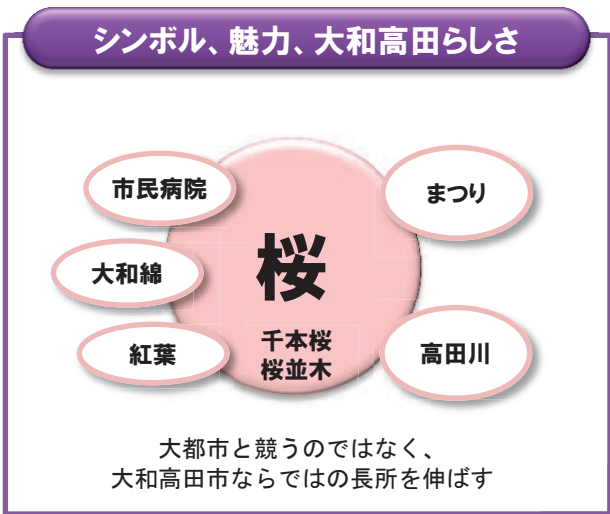 シンボル、魅力、大和高田らしさ
市民病院
まつり
桜
大和綿
千本桜
桜並木
紅葉
高田川
大都市と競うのではなく、
大和高田市ならではの長所を伸ばす